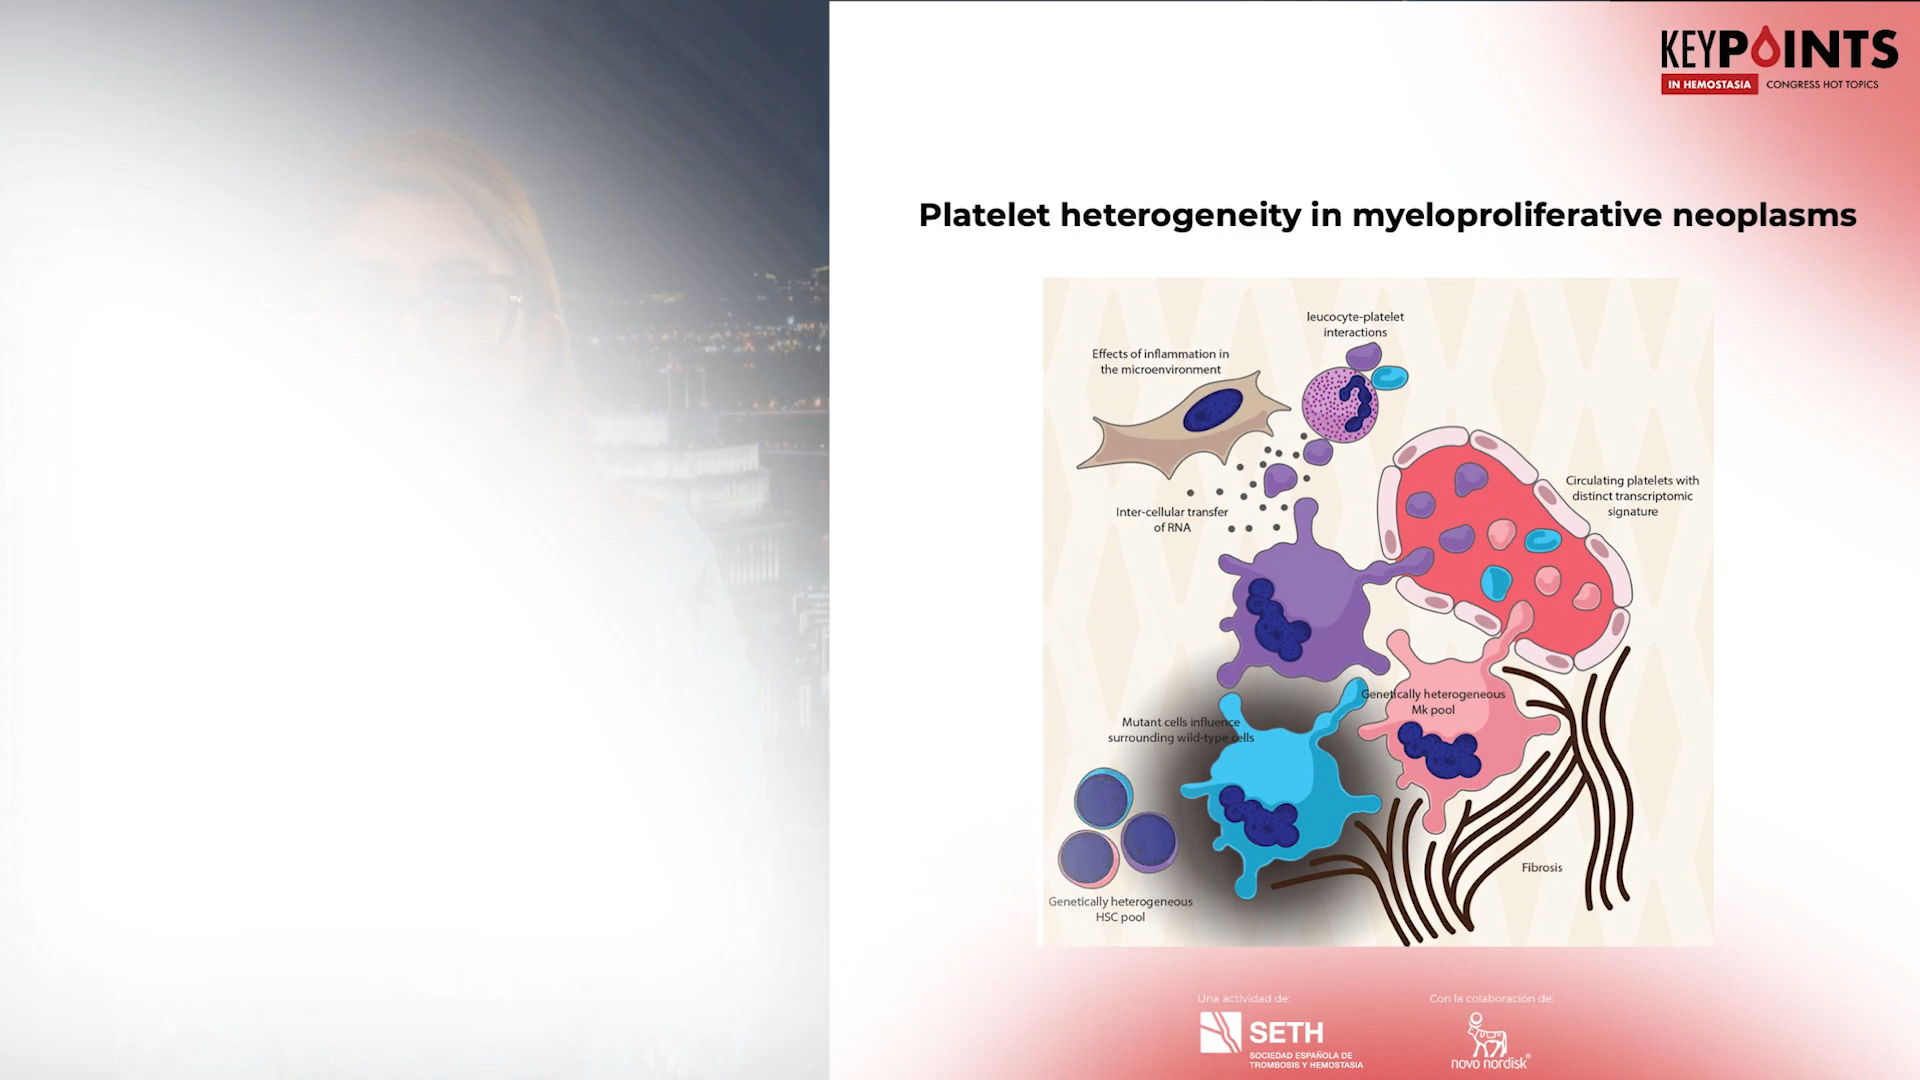 KEYPOINTS
IN HEMOSTASIA CONGRESS HOT TOPICS
Platelet heterogeneity in myeloproliferative neoplasms
leucocyte-platelet
interactions
Effects of inflammation in
the microenvironment
Circulating platelets with
distinct transcriptomic
signature
Inter-cellular transfer
of RNA
Genetically heterogeneous
Mk pool
Mutant cells influence
surrounding wild-type cells
Fibrosis
Genetically heterogeneous
HSC pool
Una actividad de:
SETH
SOCIEDAD ESPAÑOLA DE
TROMBOSIS Y HEMOSTASIA
Con la colaboración de:
novo nordisk®